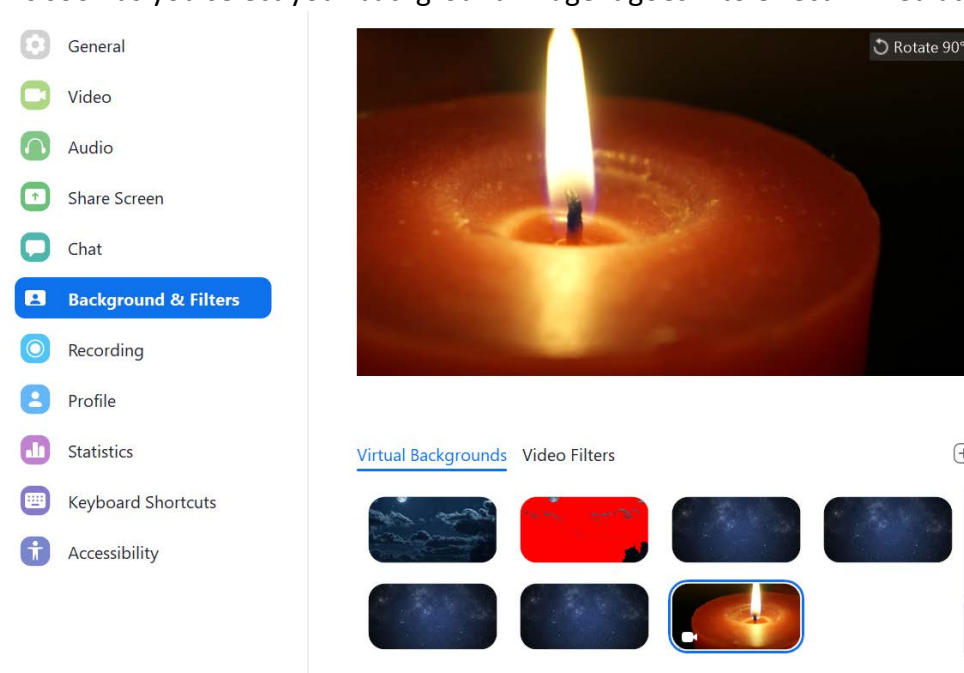 General
Video
Audio
Share Screen
Chat
Background & Filters
Recording
Profile
Statistics
Keyboard Shortcuts
Accessibility
Rotate 90°
Virtual Backgrounds Video Filters